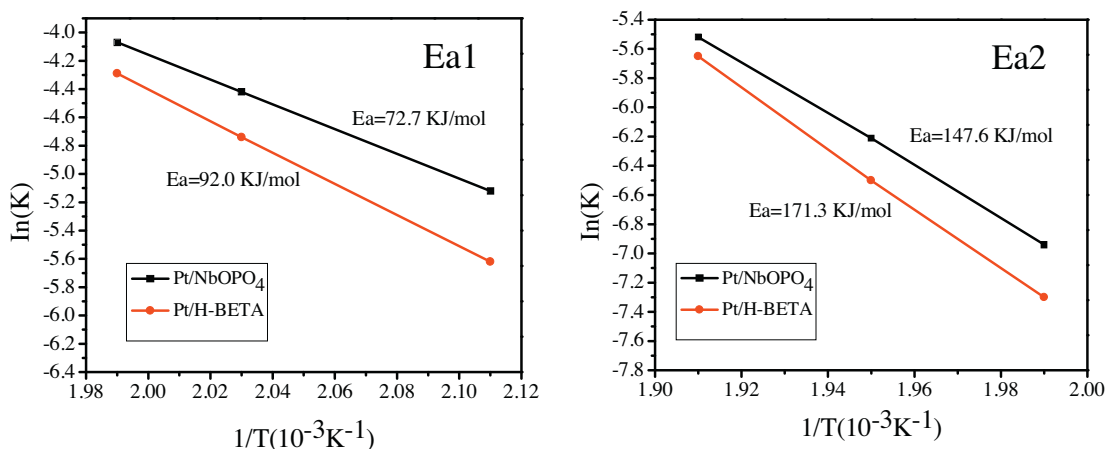 Ea1
-4.0
-4.2
-4.4
-4.6
-4.8
-5.0
-5.2
-5.4
-5.6
-5.8
-6.0
-6.2
-6.4
In(K)
Ea=72.7 KJ/mol
Ea=92.0 KJ/mol
Pt/NbOPO4
Pt/H-BETA
1.98 2.00 2.02 2.04 2.06 2.08 2.10 2.12
1/T(10-3K-1)
Ea2
-5.4
-5.6
-5.8
-6.0
-6.2
-6.4
-6.6
-6.8
-7.0
-7.2
-7.4
-7.6
-7.8
In(K)
Ea=147.6 KJ/mol
Ea=171.3 KJ/mol
Pt/NbOPO4
Pt/H-BETA
1.90 1.92 1.94 1.96 1.98 2.00
1/T(10-3K-1)